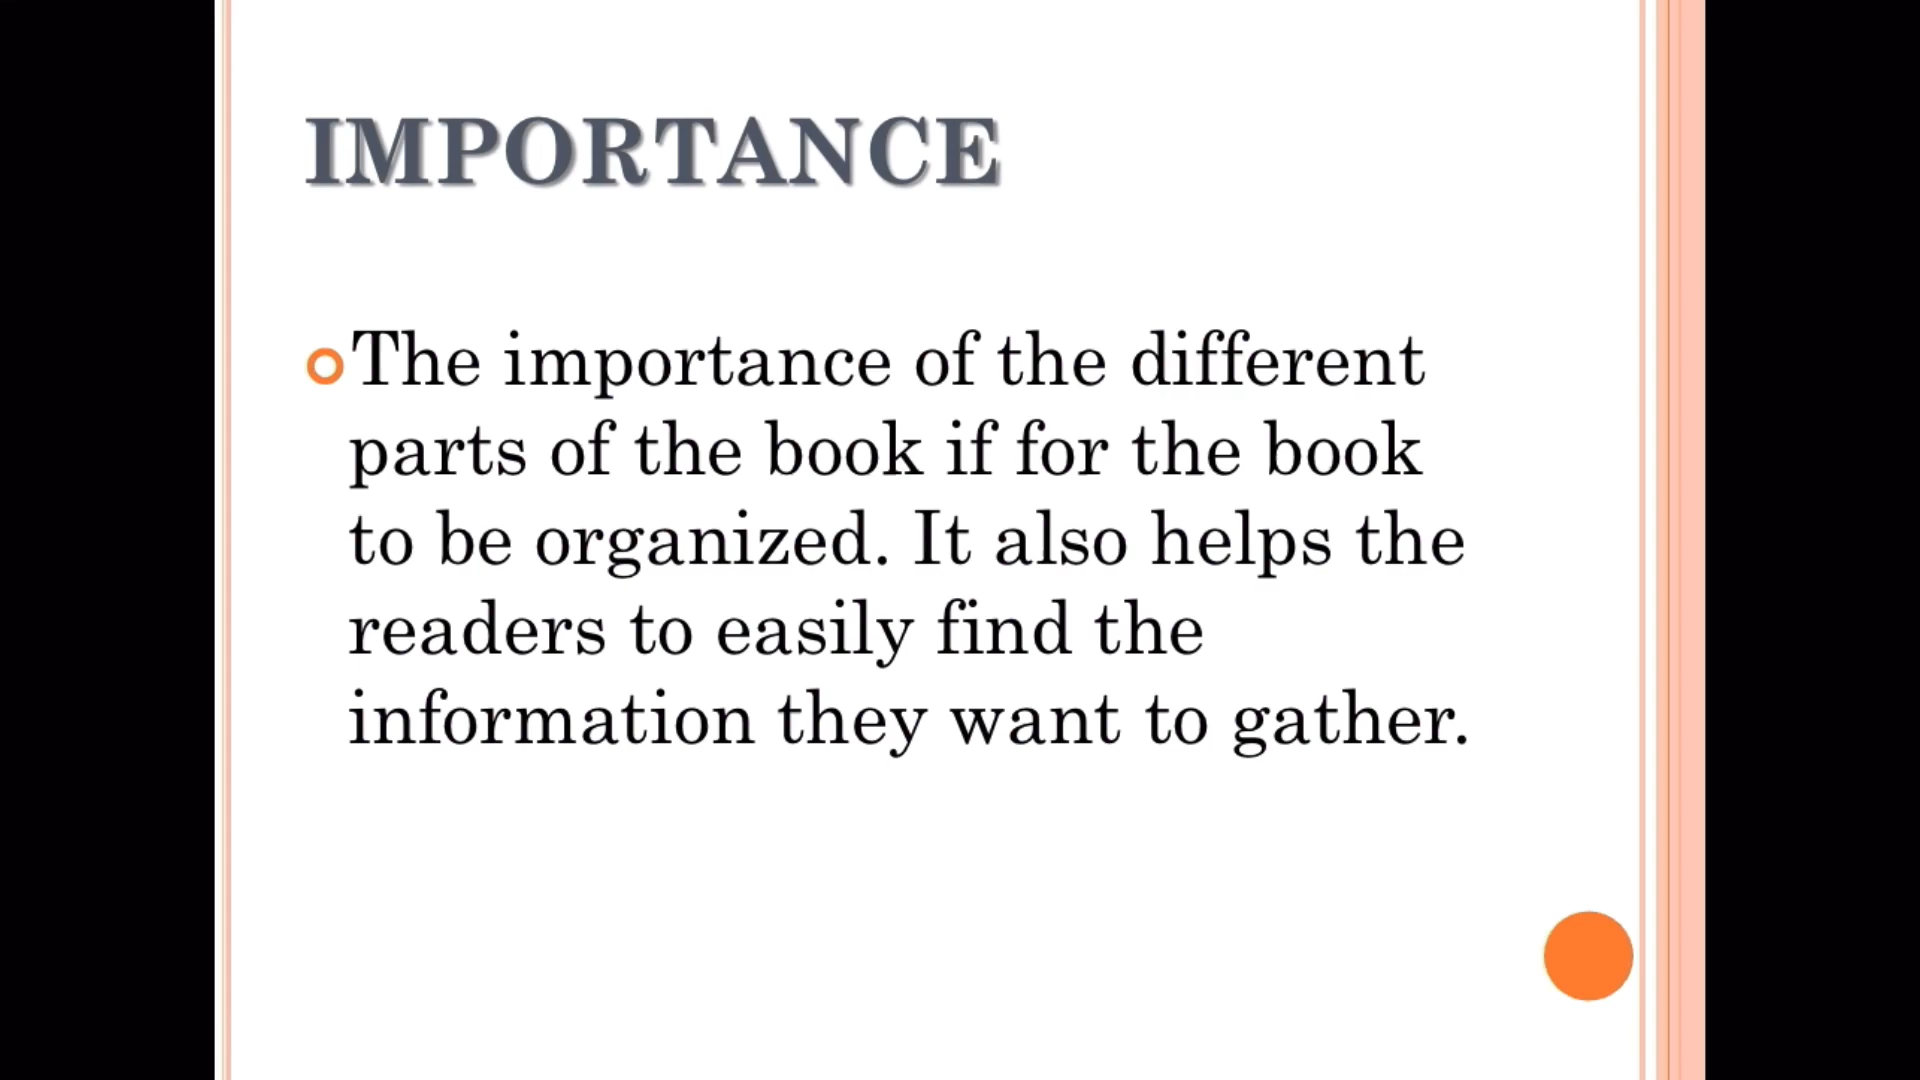 IMPORTANCE
The importance of the different
parts of the book if for the book
to be organized. It also helps the
readers to easily find the
information they want to gather.